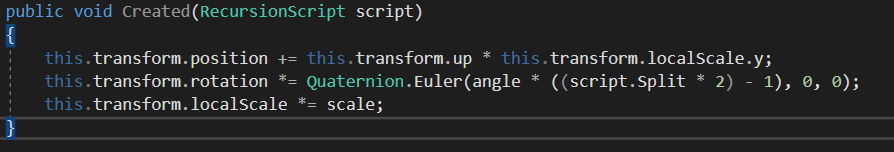 public void Created(RecursionScript script)
{
    this.transform.position += this.transform.up * this.transform.localScale.y;
    this.transform.rotation *= Quaternion.Euler(angle * ((script.Split * 2) - 1), 0, 0);
    this.transform.localScale *= scale;
}